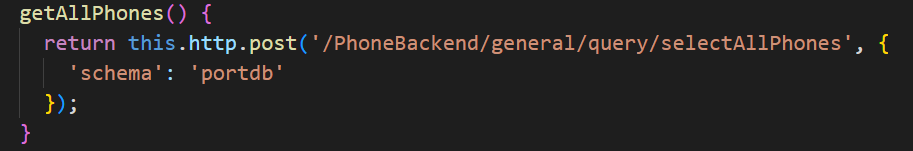 getAllPhones() {
return this.http.post('/PhoneBackend/general/query/selectAllPhones', {
'schema': 'portdb'
});
}